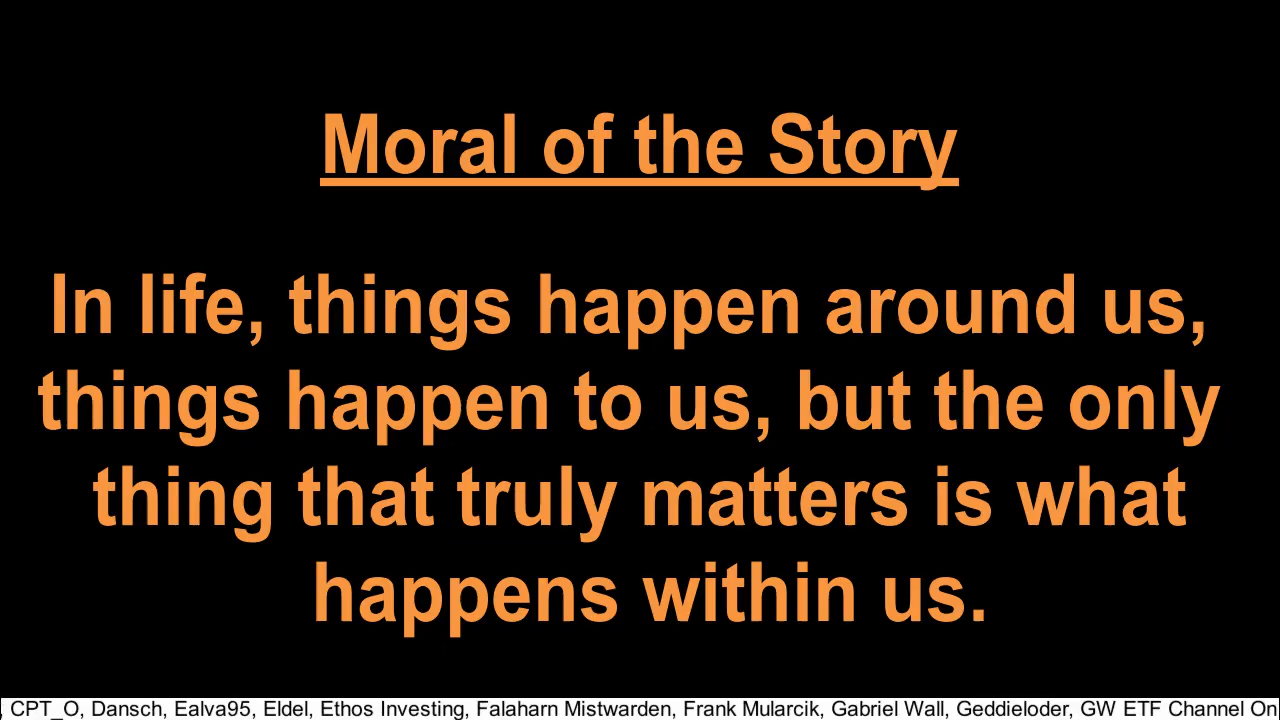 Moral of the Story
In life, things happen around us,
things happen to us, but the only
thing that truly matters is what
happens within us.
, CPT_O, Dansch, Ealva95, Eldel, Ethos Investing, Falaharn Mistwarden, Frank Mularcik, Gabriel Wall, Geddieloder, GW ETF Channel On